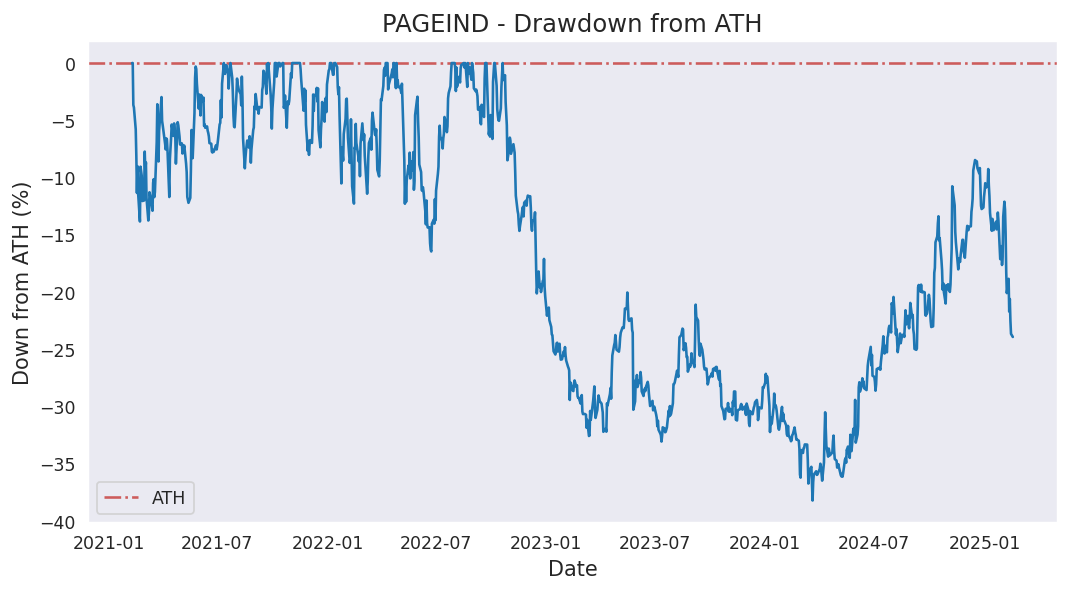 PAGEIND - Drawdown from ATH
Down from ATH (%)
0
−5
−10
−15
−20
−25
−30
−35
−40
ATH
2021-01 2021-07 2022-01 2022-07 2023-01 2023-07 2024-01 2024-07 2025-01
Date